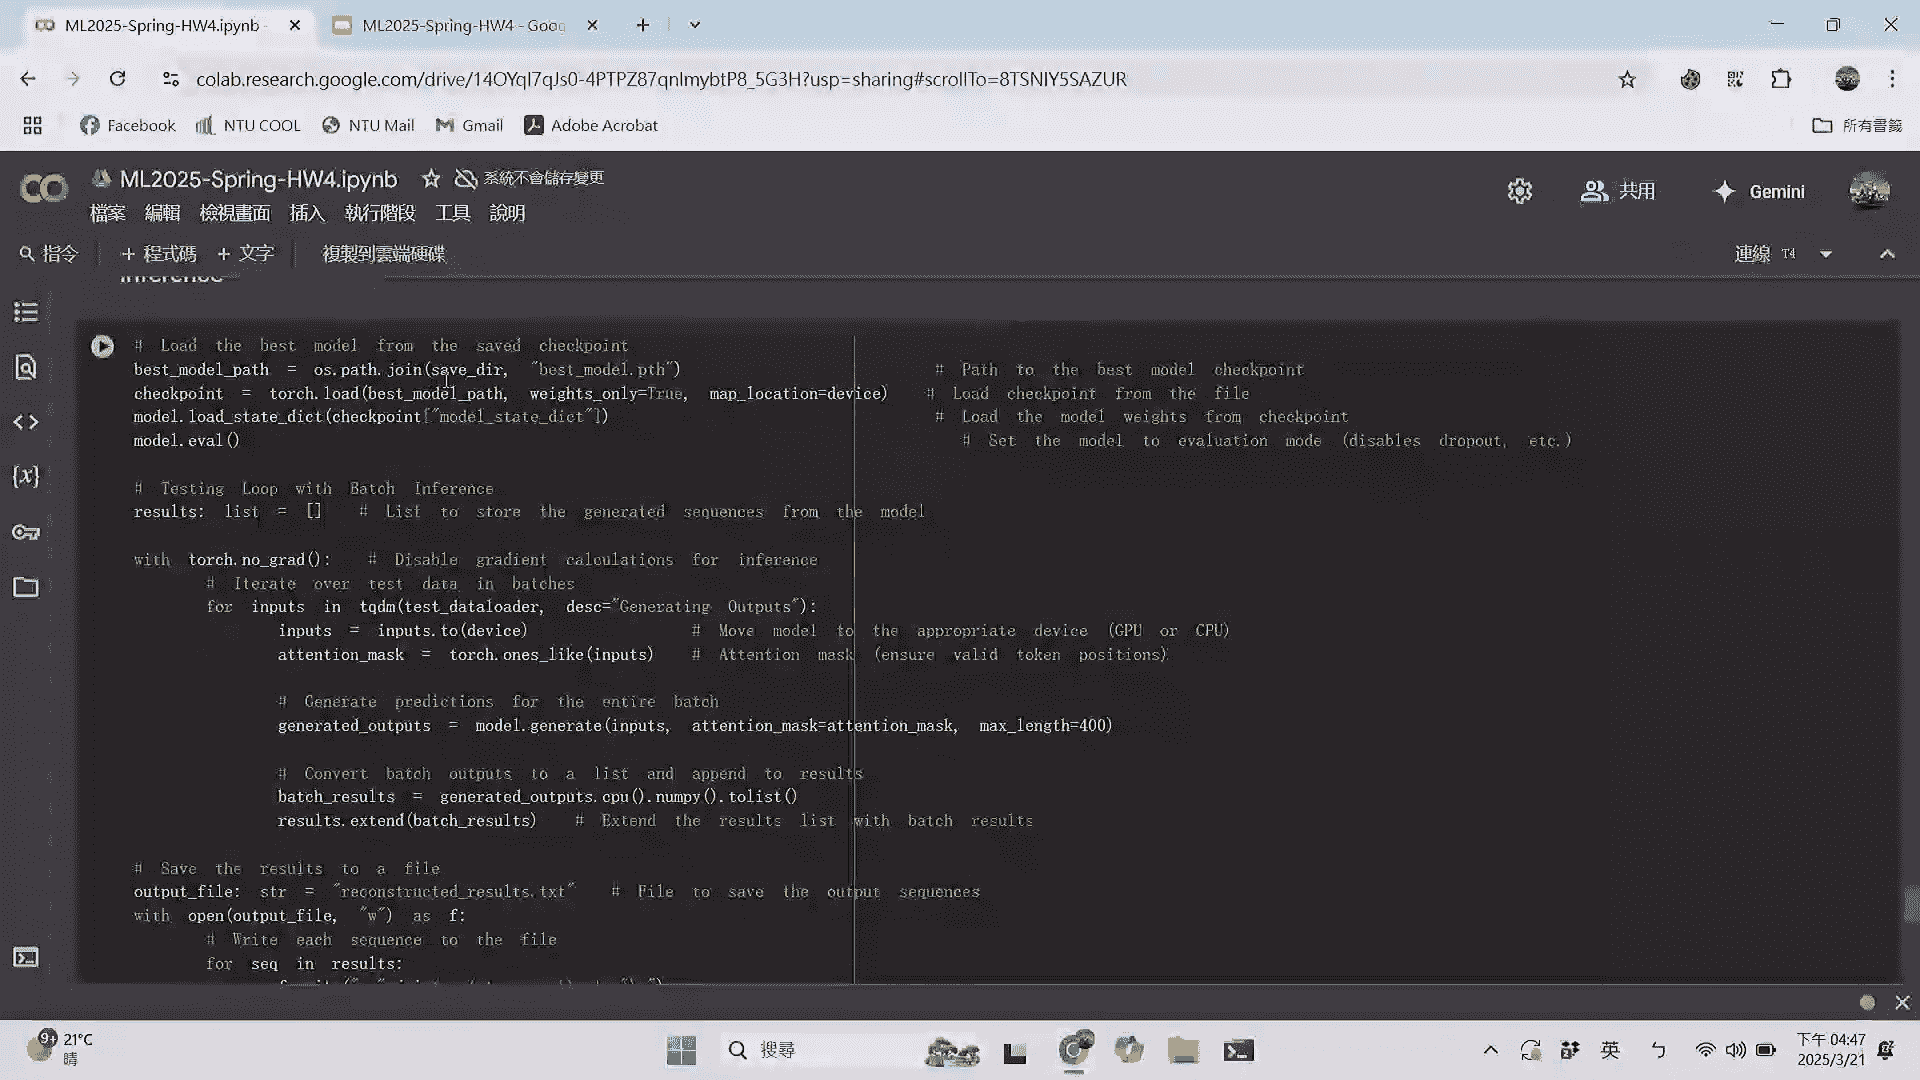 ML2025-Spring-HW4.ipynb -
ML2025-Spring-HW4 - Goo
colab.research.google.com/drive/14OYqI7qJs0-4PTPZ87qnImybtP8_5G3H?usp=sharing#scrollTo=8TSNIY5SAZUR
Facebook
NTU COOL
NTU Mail
Gmail
Adobe Acrobat
所有書籤
ML2025-Spring-HW4.ipynb
系統不會儲存變更
檔案 編輯 檢視畫面 插入 執行階段 工具 說明
共用
Gemini
指令
+ 程式碼 + 文字
複製到雲端硬碟
連線 T4
Inference
# Load the best model from the saved checkpoint
best_model_path = os.path.join(save_dir, "best_model.pth") # Path to the best model checkpoint
checkpoint = torch.load(best_model_path, weights_only=True, map_location=device) # Load checkpoint from the file
model.load_state_dict(checkpoint["model_state_dict"]) # Load the model weights from checkpoint
model.eval() # Set the model to evaluation mode (disables dropout, etc.)
# Testing Loop with Batch Inference
results: list = [] # List to store the generated sequences from the model
with torch.no_grad(): # Disable gradient calculations for inference
# Iterate over test data in batches
for inputs in tqdm(test_dataloader, desc="Generating Outputs"):
inputs = inputs.to(device) # Move model to the appropriate device (GPU or CPU)
attention_mask = torch.ones_like(inputs) # Attention mask (ensure valid token positions)
# Generate predictions for the entire batch
generated_outputs = model.generate(inputs, attention_mask=attention_mask, max_length=400)
# Convert batch outputs to a list and append to results
batch_results = generated_outputs.cpu().numpy().tolist()
results.extend(batch_results) # Extend the results list with batch results
# Save the results to a file
output_file: str = "reconstructed_results.txt" # File to save the output sequences
with open(output_file, "w") as f:
# Write each sequence to the file
for seq in results:
9+
21°C
晴
搜尋
英
ㄅ
下午 04:47
2025/3/21